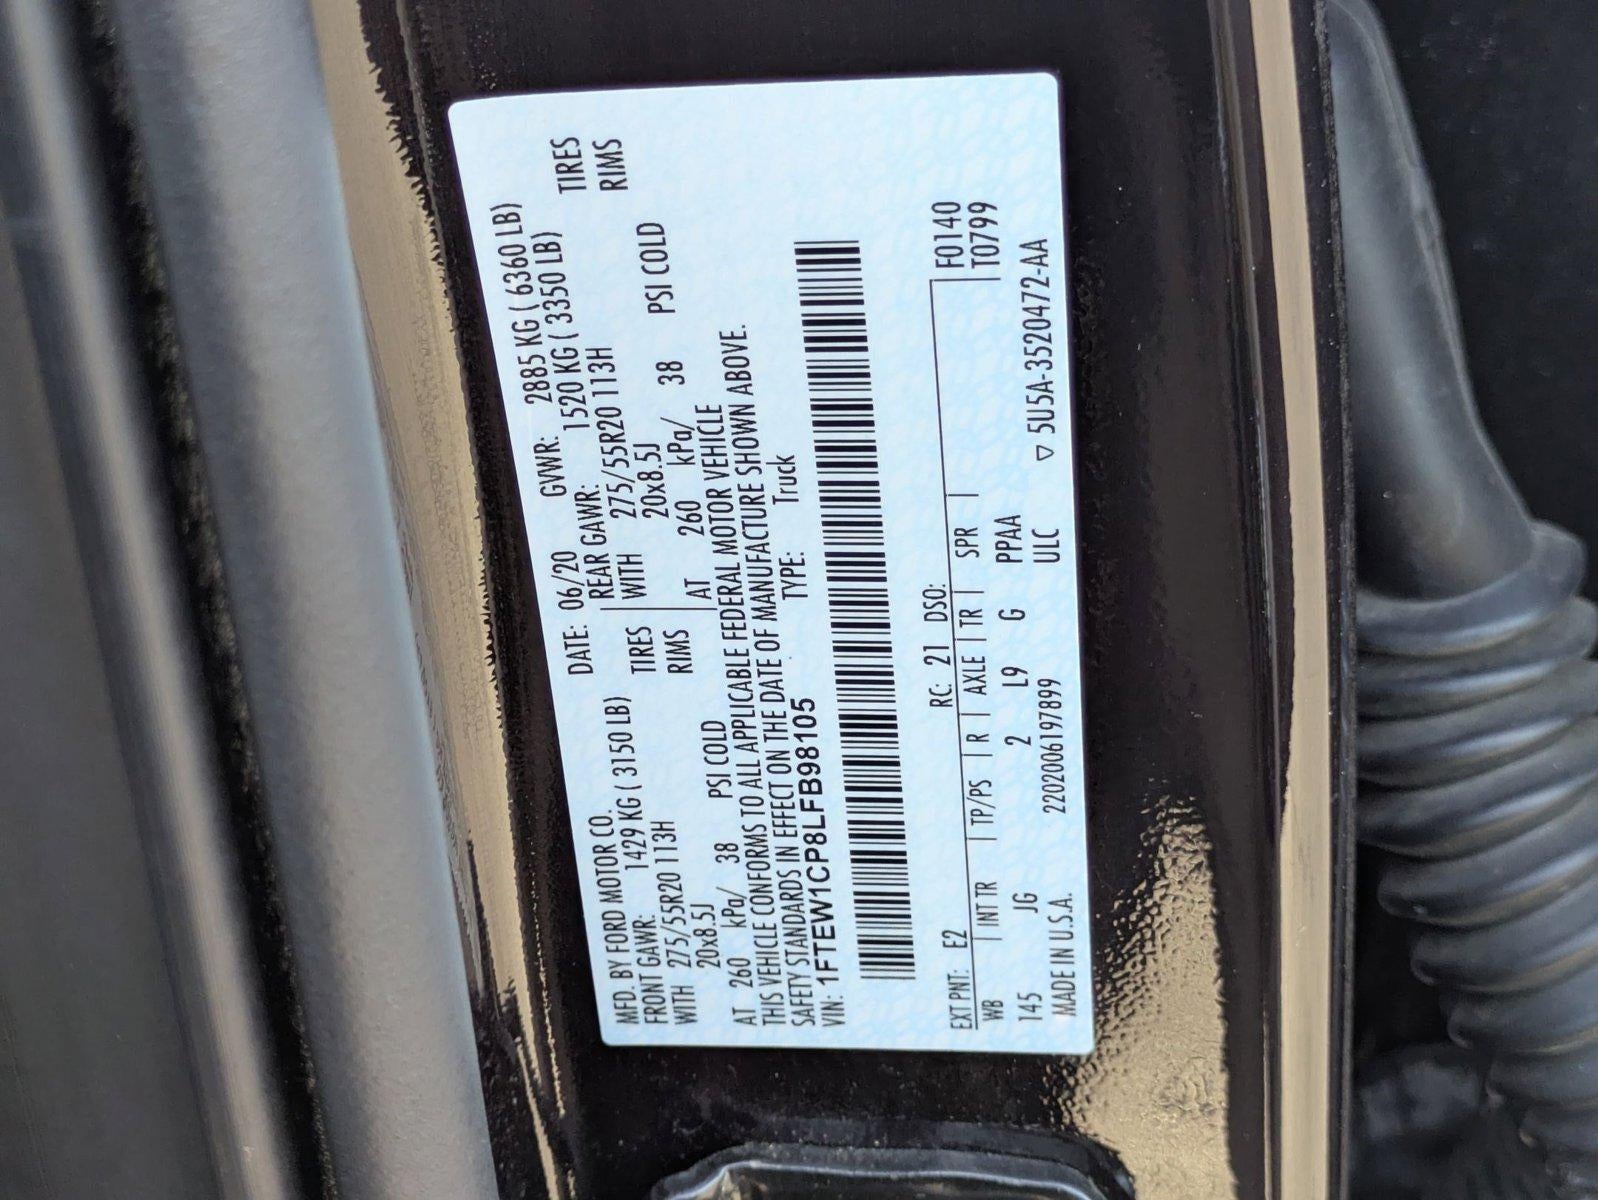 MFD. BY FORD MOTOR CO. DATE: 06/20 GVWR: 2885 KG ( 6360 LB)
FRONT GAWR: 1429 KG ( 3150 LB) REAR GAWR: 1520 KG ( 3350 LB)
WITH 275/55R20 113H TIRES WITH 275/55R20 113H TIRES
20x8.5J RIMS 20x8.5J RIMS
AT 260 kPa/ 38 PSI COLD AT 260 kPa/ 38 PSI COLD
THIS VEHICLE CONFORMS TO ALL APPLICABLE FEDERAL MOTOR VEHICLE
SAFETY STANDARDS IN EFFECT ON THE DATE OF MANUFACTURE SHOWN ABOVE.
VIN: 1FTEW1CP8LFB98105 TYPE: Truck
EXT PNT: E2 RC: 21 DSO: F0140
WB INT TR TP/PS R AXLE TR SPR T0799
145 JG 2 L9 G PPAA
MADE IN U.S.A. 220200619​7899 ULC ▽ 5U5A-3520472-AA